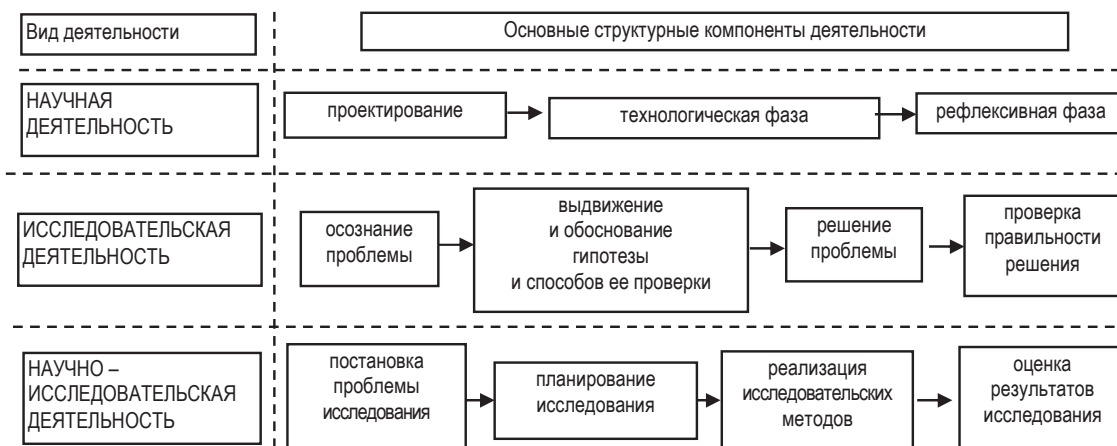 Вид деятельности
Основные структурные компоненты деятельности
НАУЧНАЯ
ДЕЯТЕЛЬНОСТЬ
проектирование
технологическая фаза
рефлексивная фаза
ИССЛЕДОВАТЕЛЬСКАЯ
ДЕЯТЕЛЬНОСТЬ
осознание
проблемы
выдвижение
и обоснование
гипотезы
и способов ее проверки
решение
проблемы
проверка
правильности
решения
НАУЧНО –
ИССЛЕДОВАТЕЛЬСКАЯ
ДЕЯТЕЛЬНОСТЬ
постановка
проблемы
исследования
планирование
исследования
реализация
исследовательских
методов
оценка
результатов
исследования